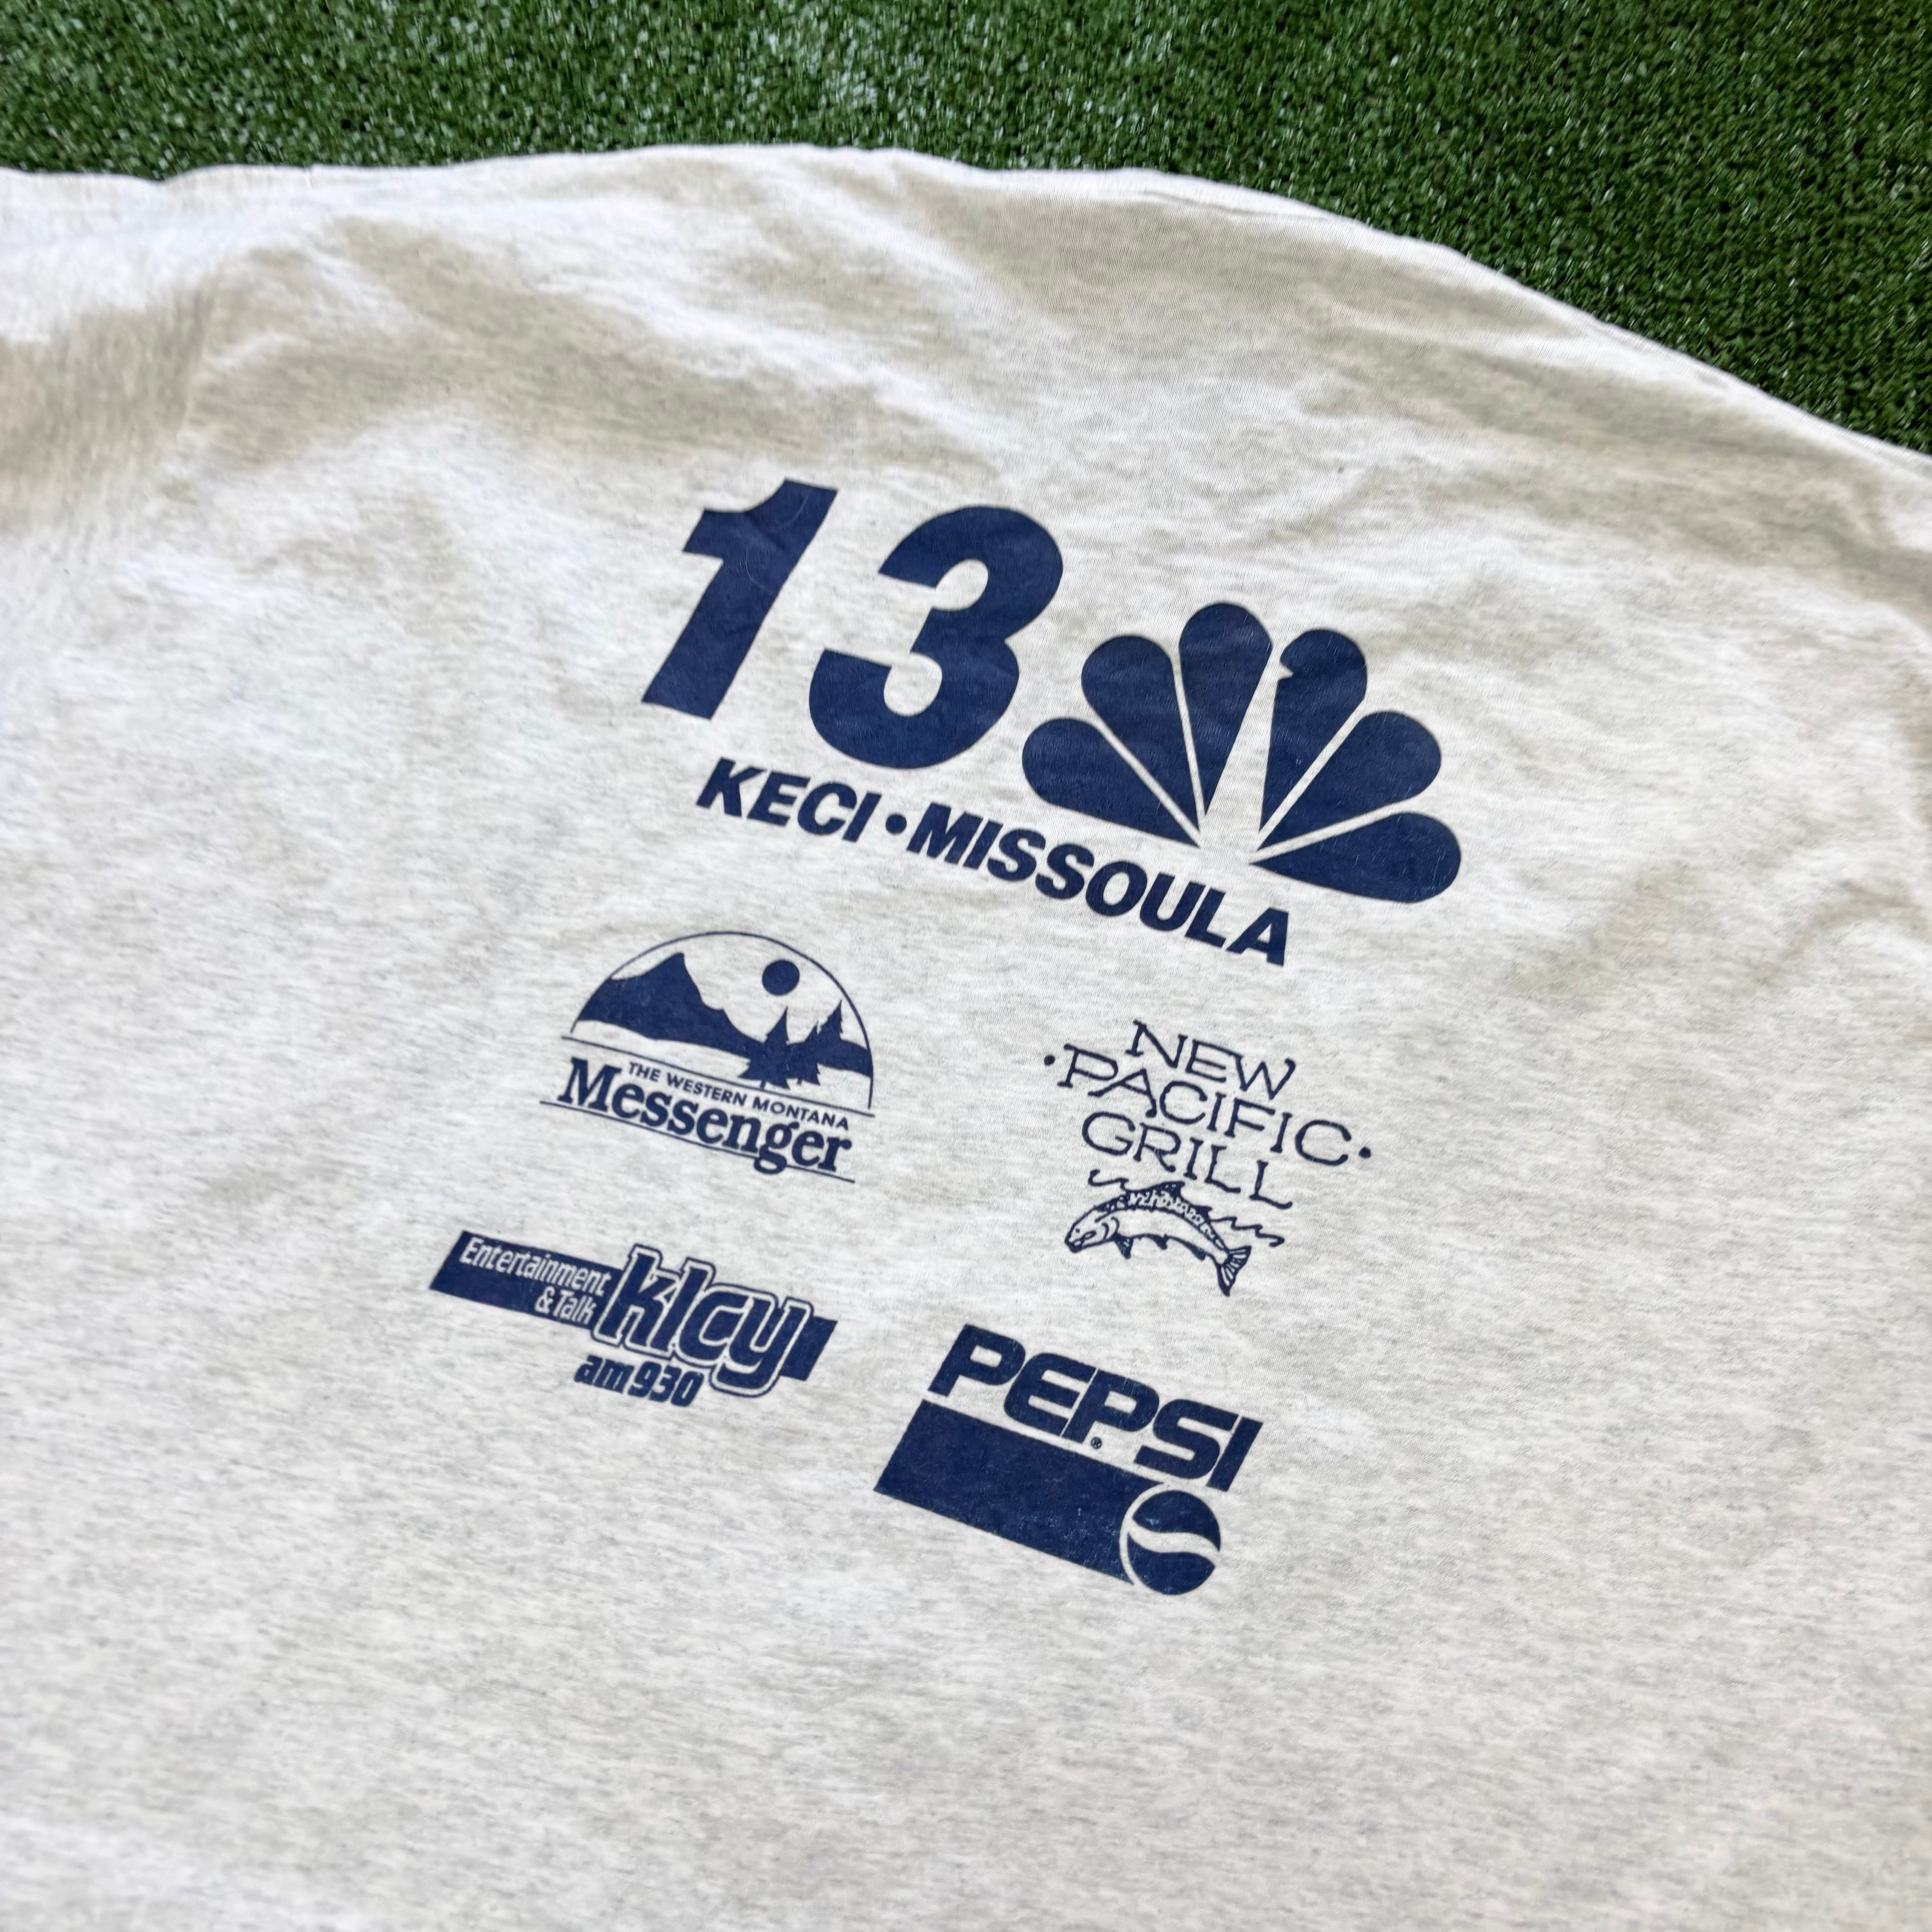 13
KECI • MISSOULA
THE WESTERN MONTANA
Messenger
NEW
• PACIFIC •
GRILL
Entertainment
& Talk
klcy
am 930
PEPSI
®